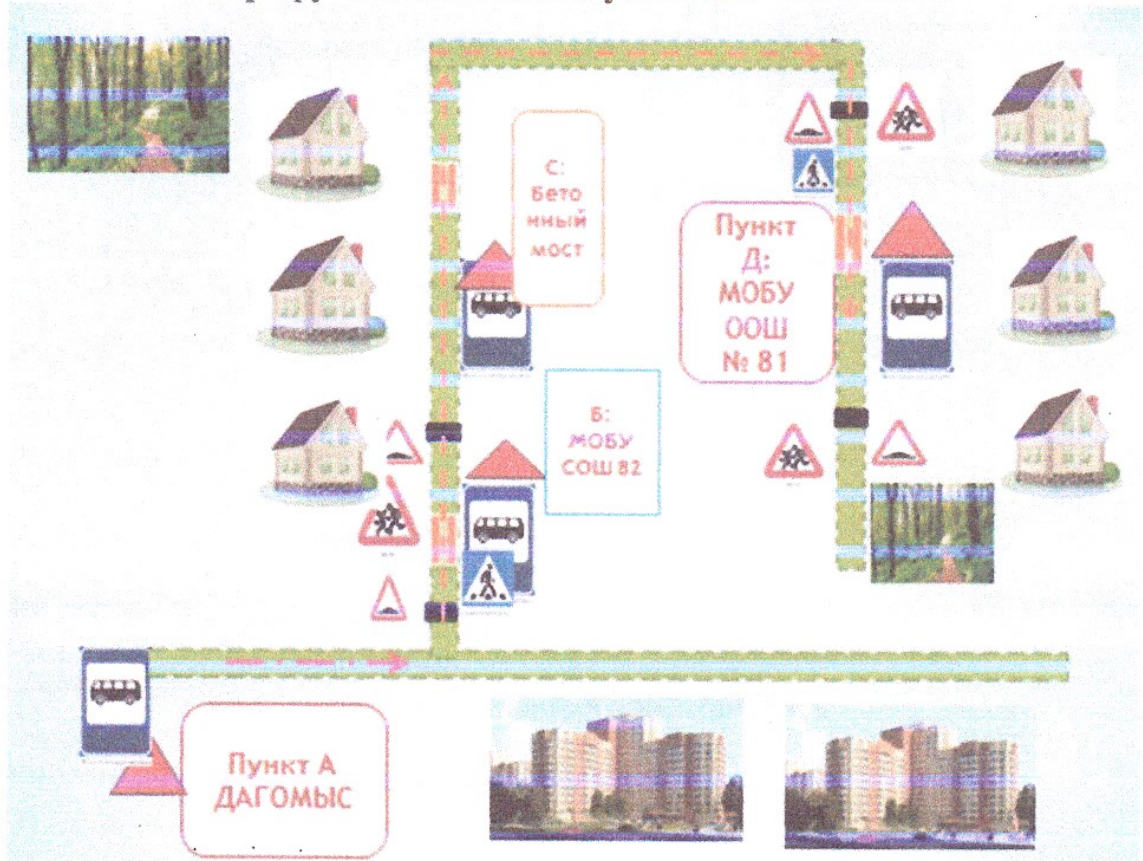 С:
Бето
нный
мост
Пункт
Д:
МОБУ
ООШ
№ 81
Б:
МОБУ
СОШ 82
Пункт А
ДАГОМЫС